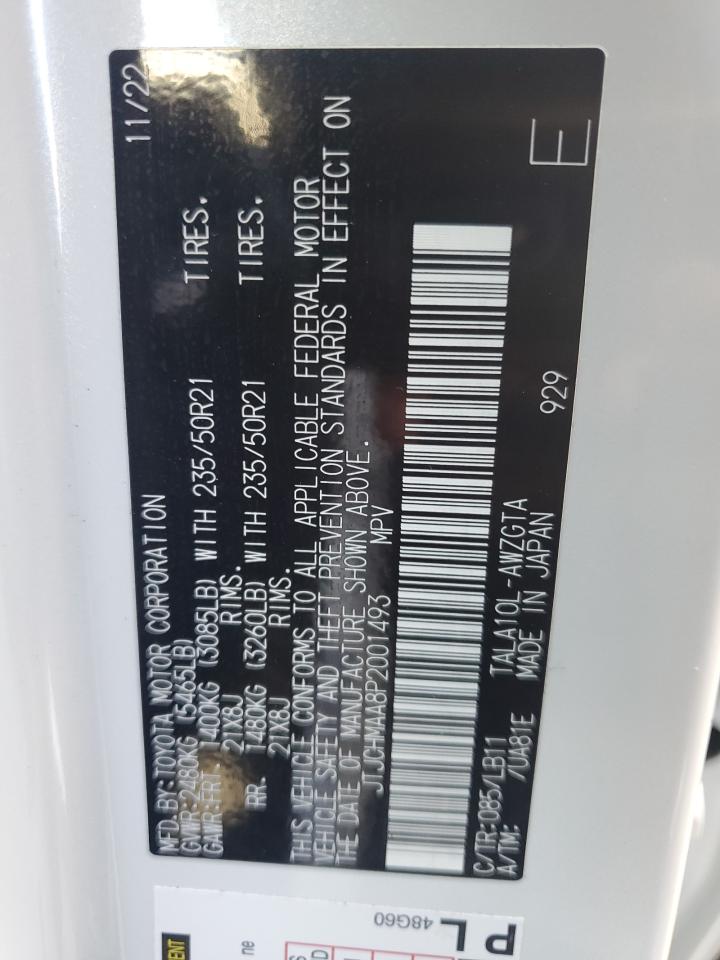 MFD.BY:TOYOTA MOTOR CORPORATION 11/22
GVWR:2480KG (5465LB)
GAWR:FRT. 1400KG (3085LB) WITH 235/50R21 TIRES.
21X8J RIMS.
RR. 1480KG (3260LB) WITH 235/50R21 TIRES.
21X8J RIMS.
THIS VEHICLE CONFORMS TO ALL APPLICABLE FEDERAL MOTOR
VEHICLE SAFETY AND THEFT PREVENTION STANDARDS IN EFFECT ON
THE DATE OF MANUFACTURE SHOWN ABOVE.
JTJCHMAA8P2001493 MPV
C/TR:085/LB11 TALA10L-AWZGTA
A/TM: /UA81E MADE IN JAPAN 929 E
48G60
PL
ne